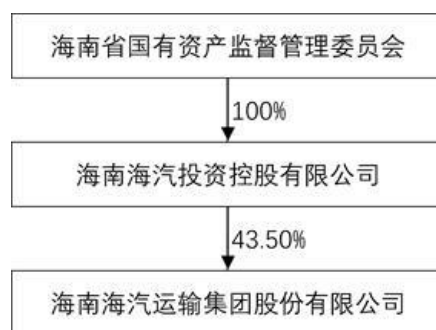 海南省国有资产监督管理委员会
100%
海南海汽投资控股有限公司
43.50%
海南海汽运输集团股份有限公司